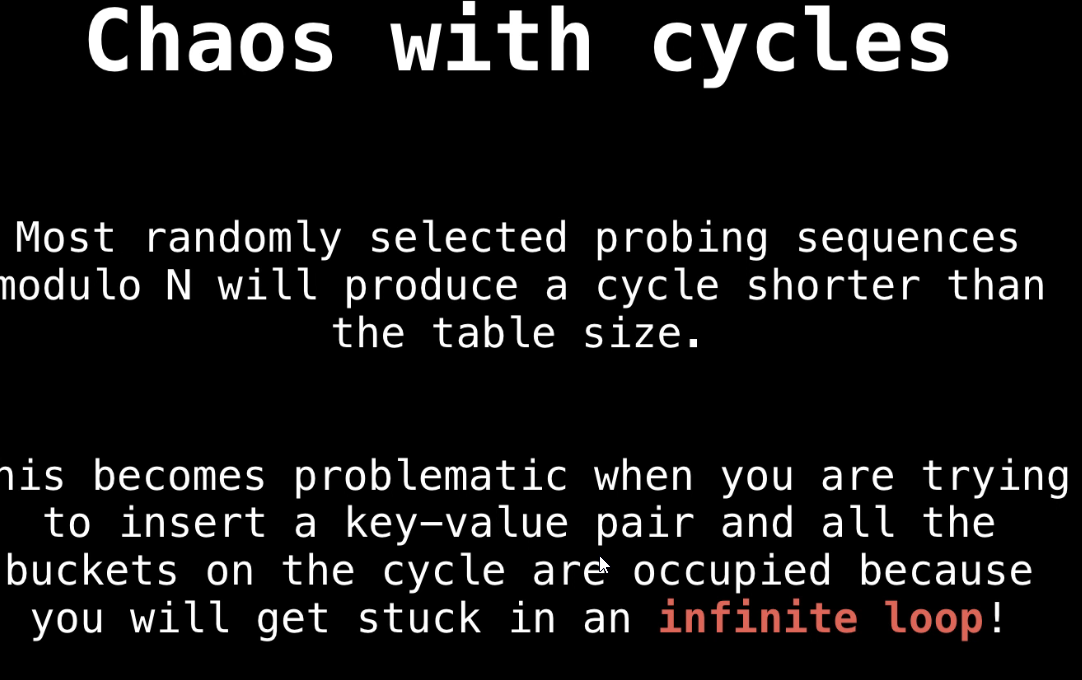 Chaos with cycles
Most randomly selected probing sequences
modulo N will produce a cycle shorter than
the table size.
his becomes problematic when you are trying
to insert a key-value pair and all the
buckets on the cycle are occupied because
you will get stuck in an infinite loop!